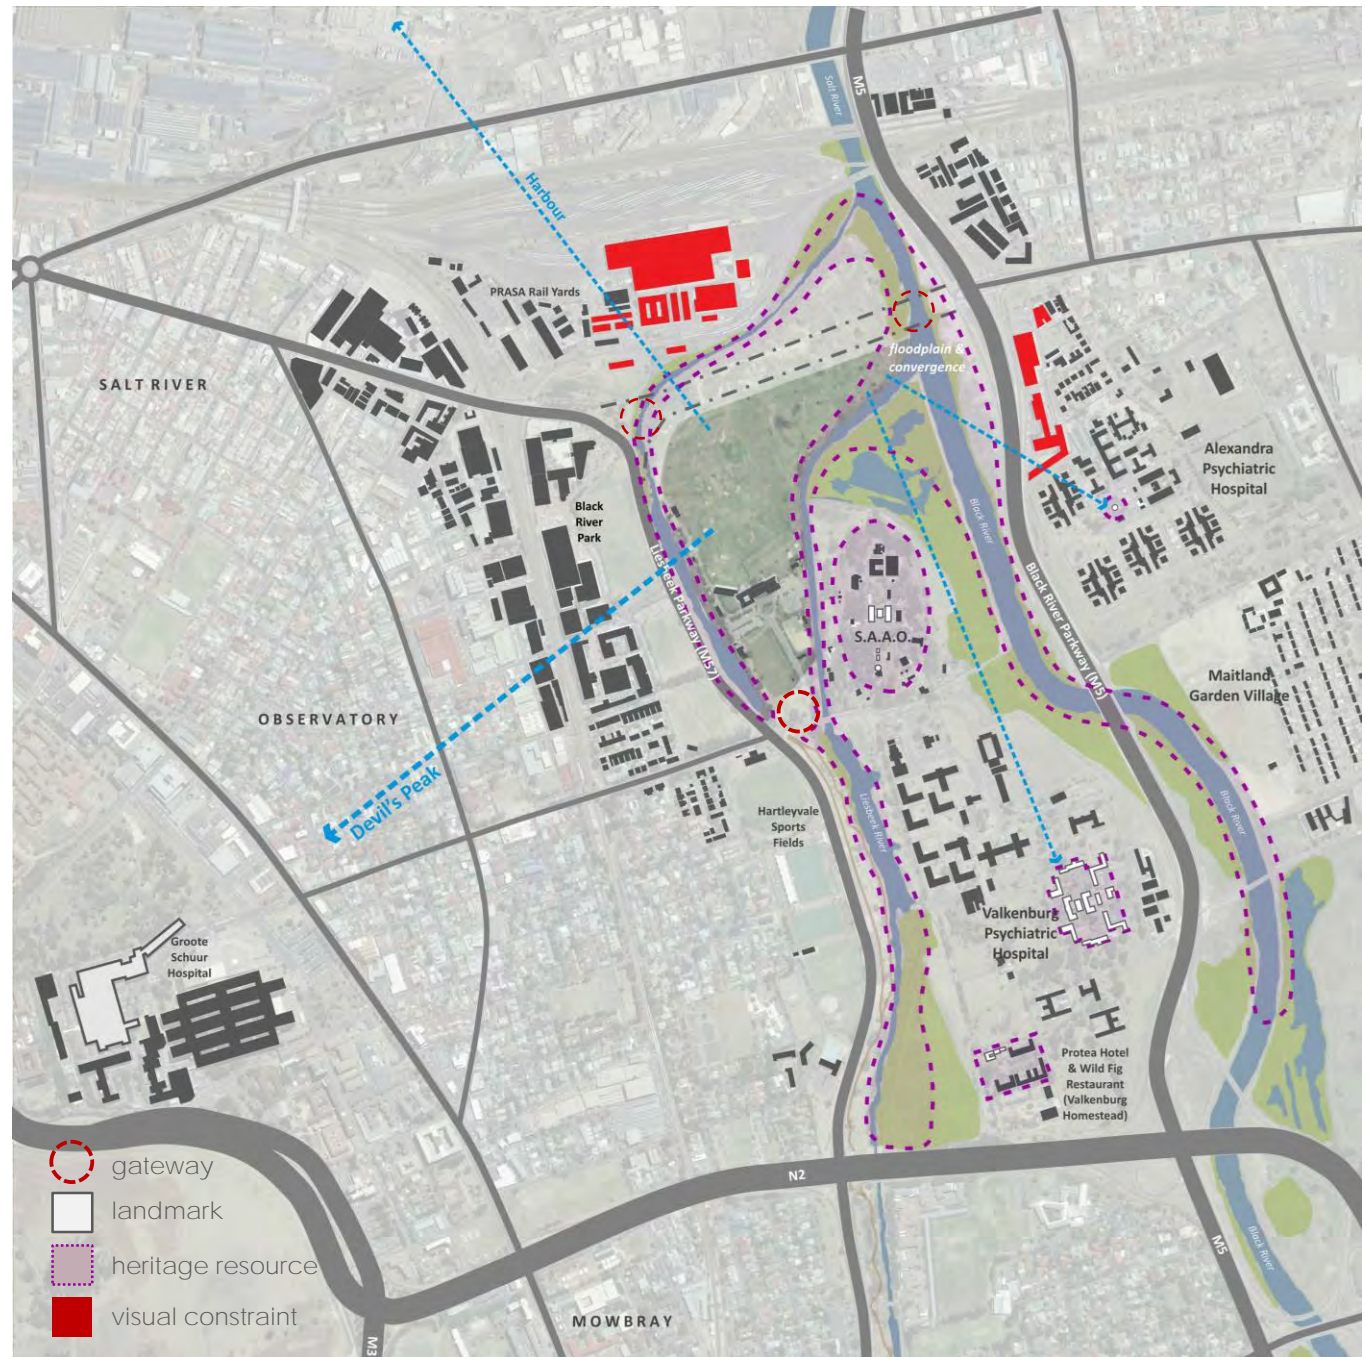 Salt River
M5
Harbour
PRASA Rail Yards
floodplain &
convergence
SALT RIVER
Alexandra
Psychiatric
Hospital
Black
River
Park
Black River
Liesbeek Parkway (M57)
Black River Parkway (M5)
S.A.A.O.
Maitland
Garden Village
OBSERVATORY
Devil's Peak
Hartleyvale
Sports
Fields
Liesbeek River
Black River
Valkenburg
Psychiatric
Hospital
Groote
Schuur
Hospital
Protea Hotel
& Wild Fig
Restaurant
(Valkenburg
Homestead)
N2
gateway
landmark
heritage resource
visual constraint
M3
MOWBRAY
M5
Black River